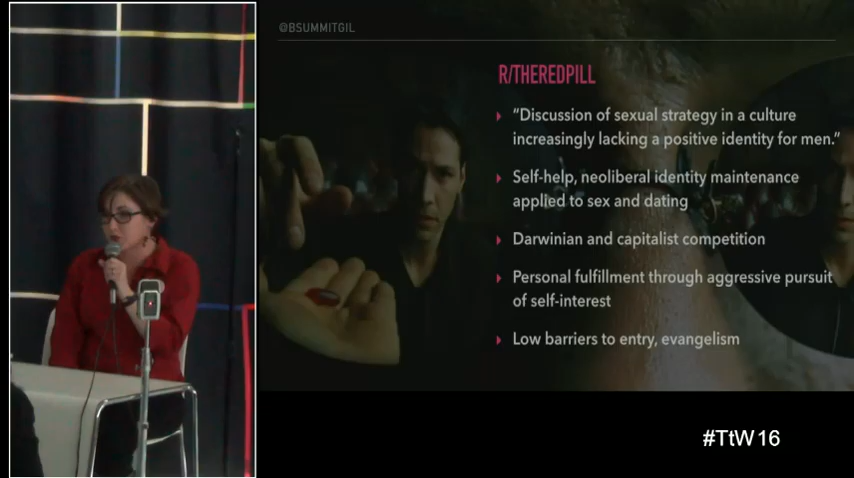 @BSUMMITGIL
R/THEREDPILL
"Discussion of sexual strategy in a culture
increasingly lacking a positive identity for men."
Self-help, neoliberal identity maintenance
applied to sex and dating
Darwinian and capitalist competition
Personal fulfillment through aggressive pursuit
of self-interest
Low barriers to entry, evangelism
#TtW16